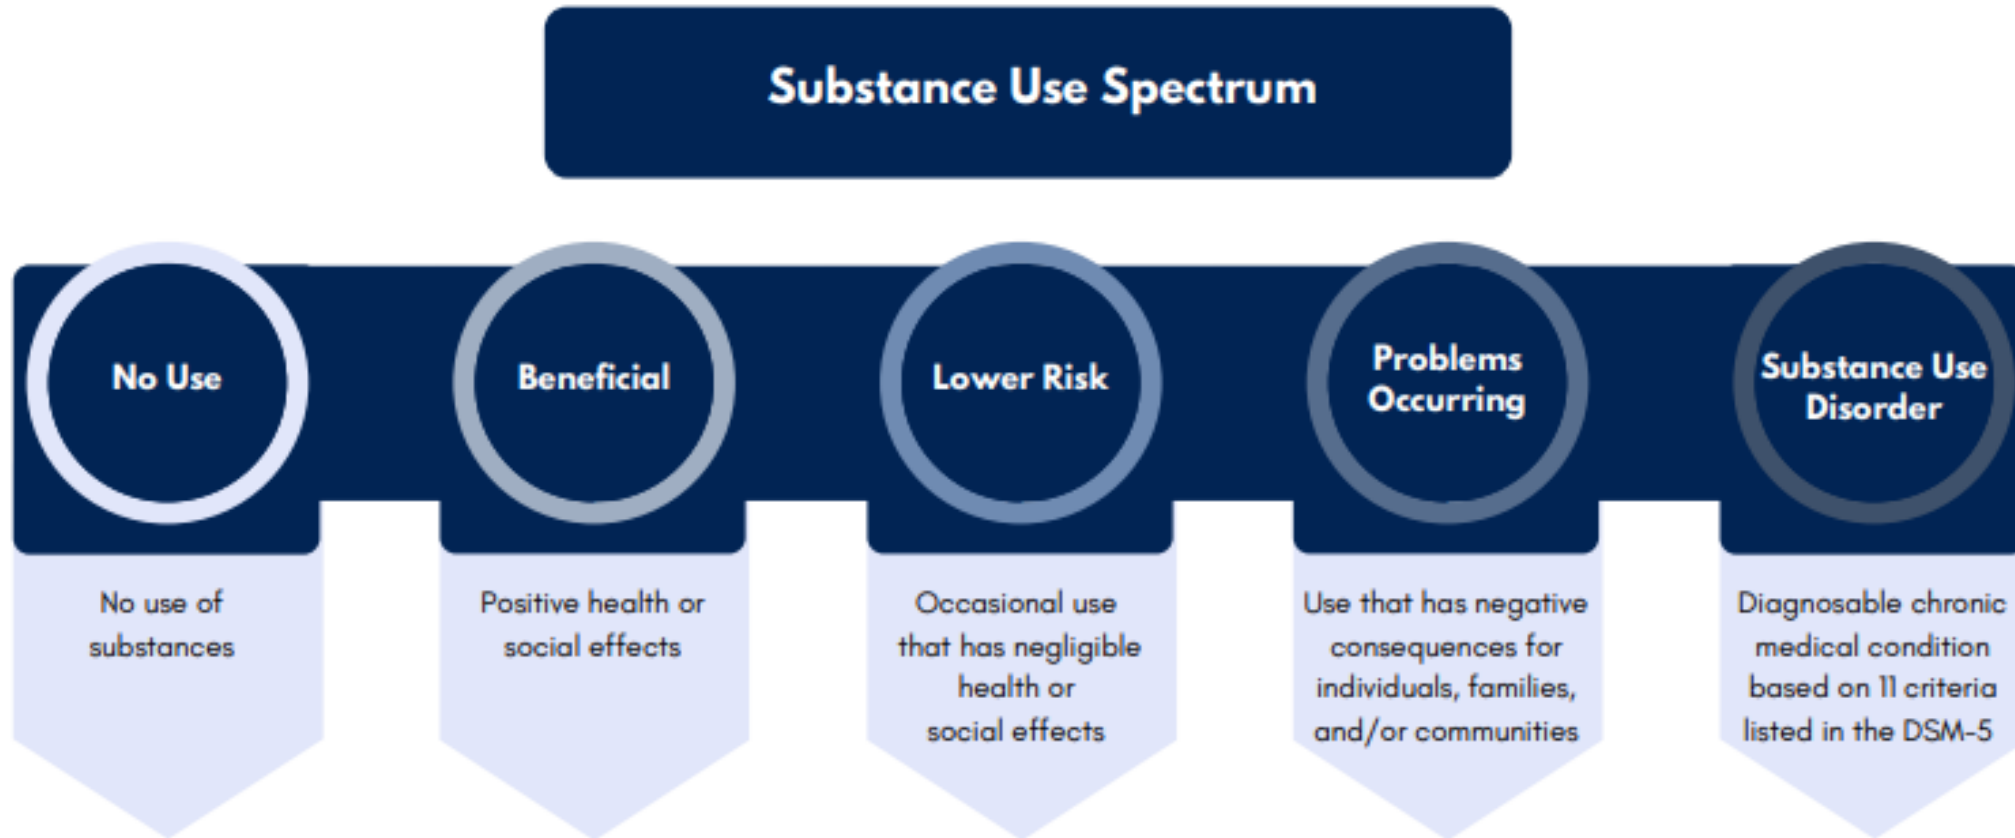 Substance Use Spectrum
No Use
Beneficial
Lower Risk
Problems
Occurring
Substance Use
Disorder
No use of
substances
Positive health or
social effects
Occasional use
that has negligible
health or
social effects
Use that has negative
consequences for
individuals, families,
and/or communities
Diagnosable chronic
medical condition
based on 11 criteria
listed in the DSM-5